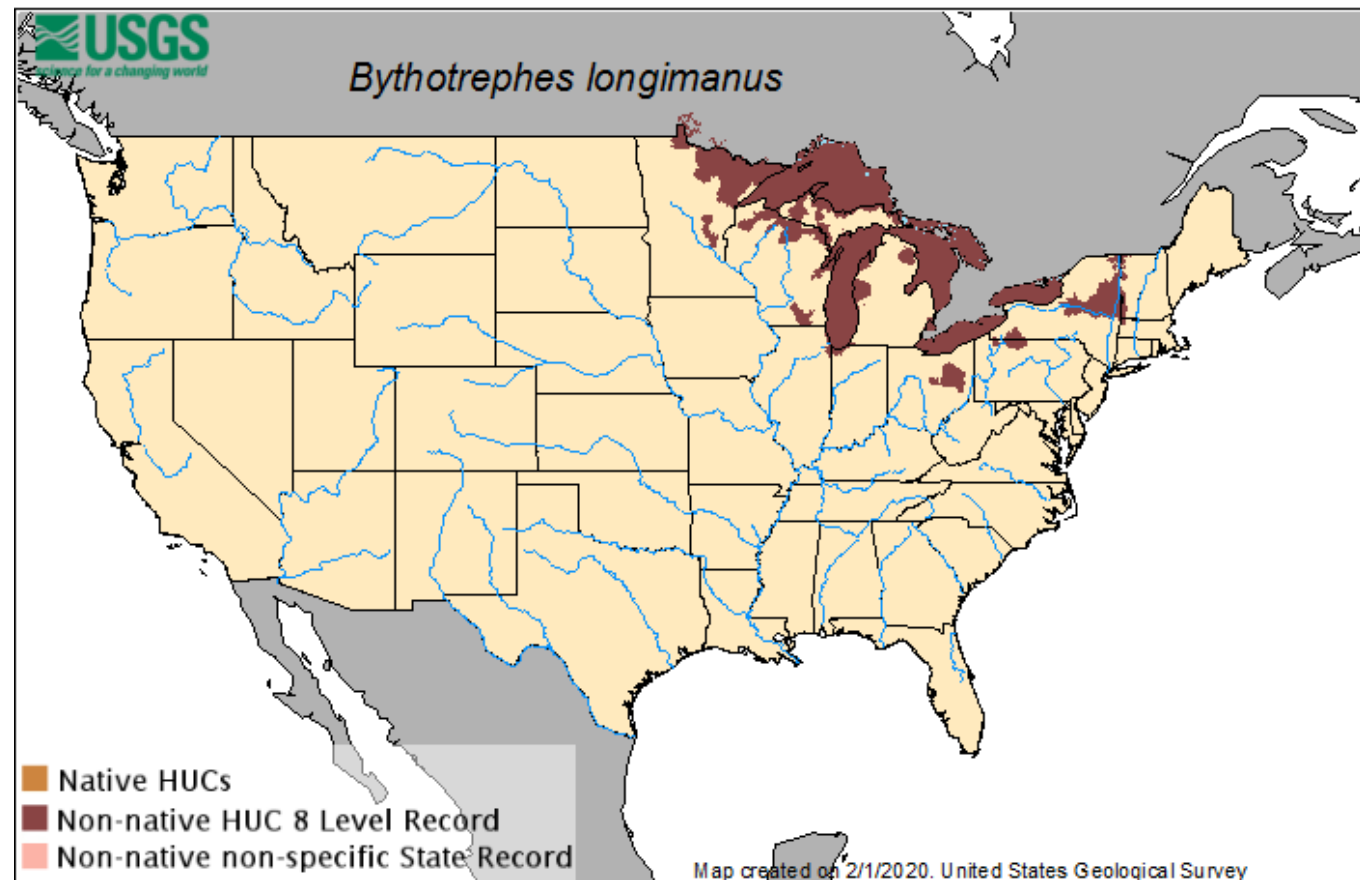 USGS
science for a changing world
Bythotrephes longimanus
Native HUCs
Non-native HUC 8 Level Record
Non-native non-specific State Record
Map created on 2/1/2020. United States Geological Survey